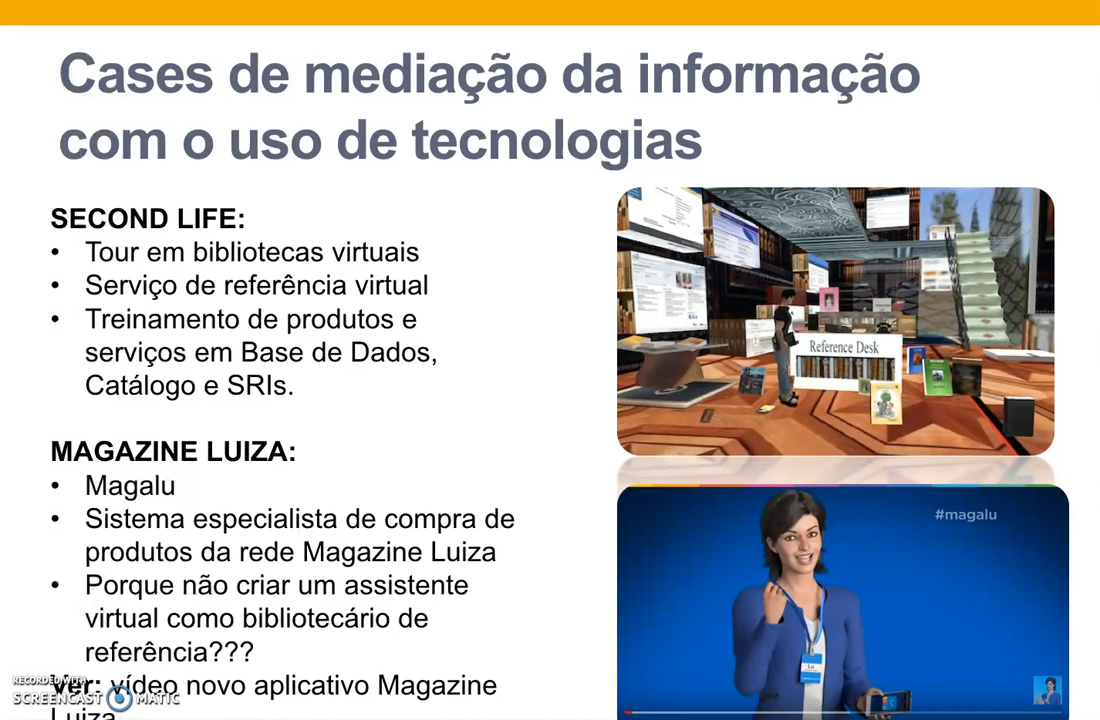 Cases de mediação da informação
com o uso de tecnologias
SECOND LIFE:
• Tour em bibliotecas virtuais
• Serviço de referência virtual
• Treinamento de produtos e
serviços em Base de Dados,
Catálogo e SRIs.
MAGAZINE LUIZA:
• Magalu
• Sistema especialista de compra de
produtos da rede Magazine Luiza
• Porque não criar um assistente
virtual como bibliotecário de
referência???
Ver: vídeo novo aplicativo Magazine
Luiza
Reference Desk
#magalu
Lu
RECORDED WITH
SCREENCAST MATIC